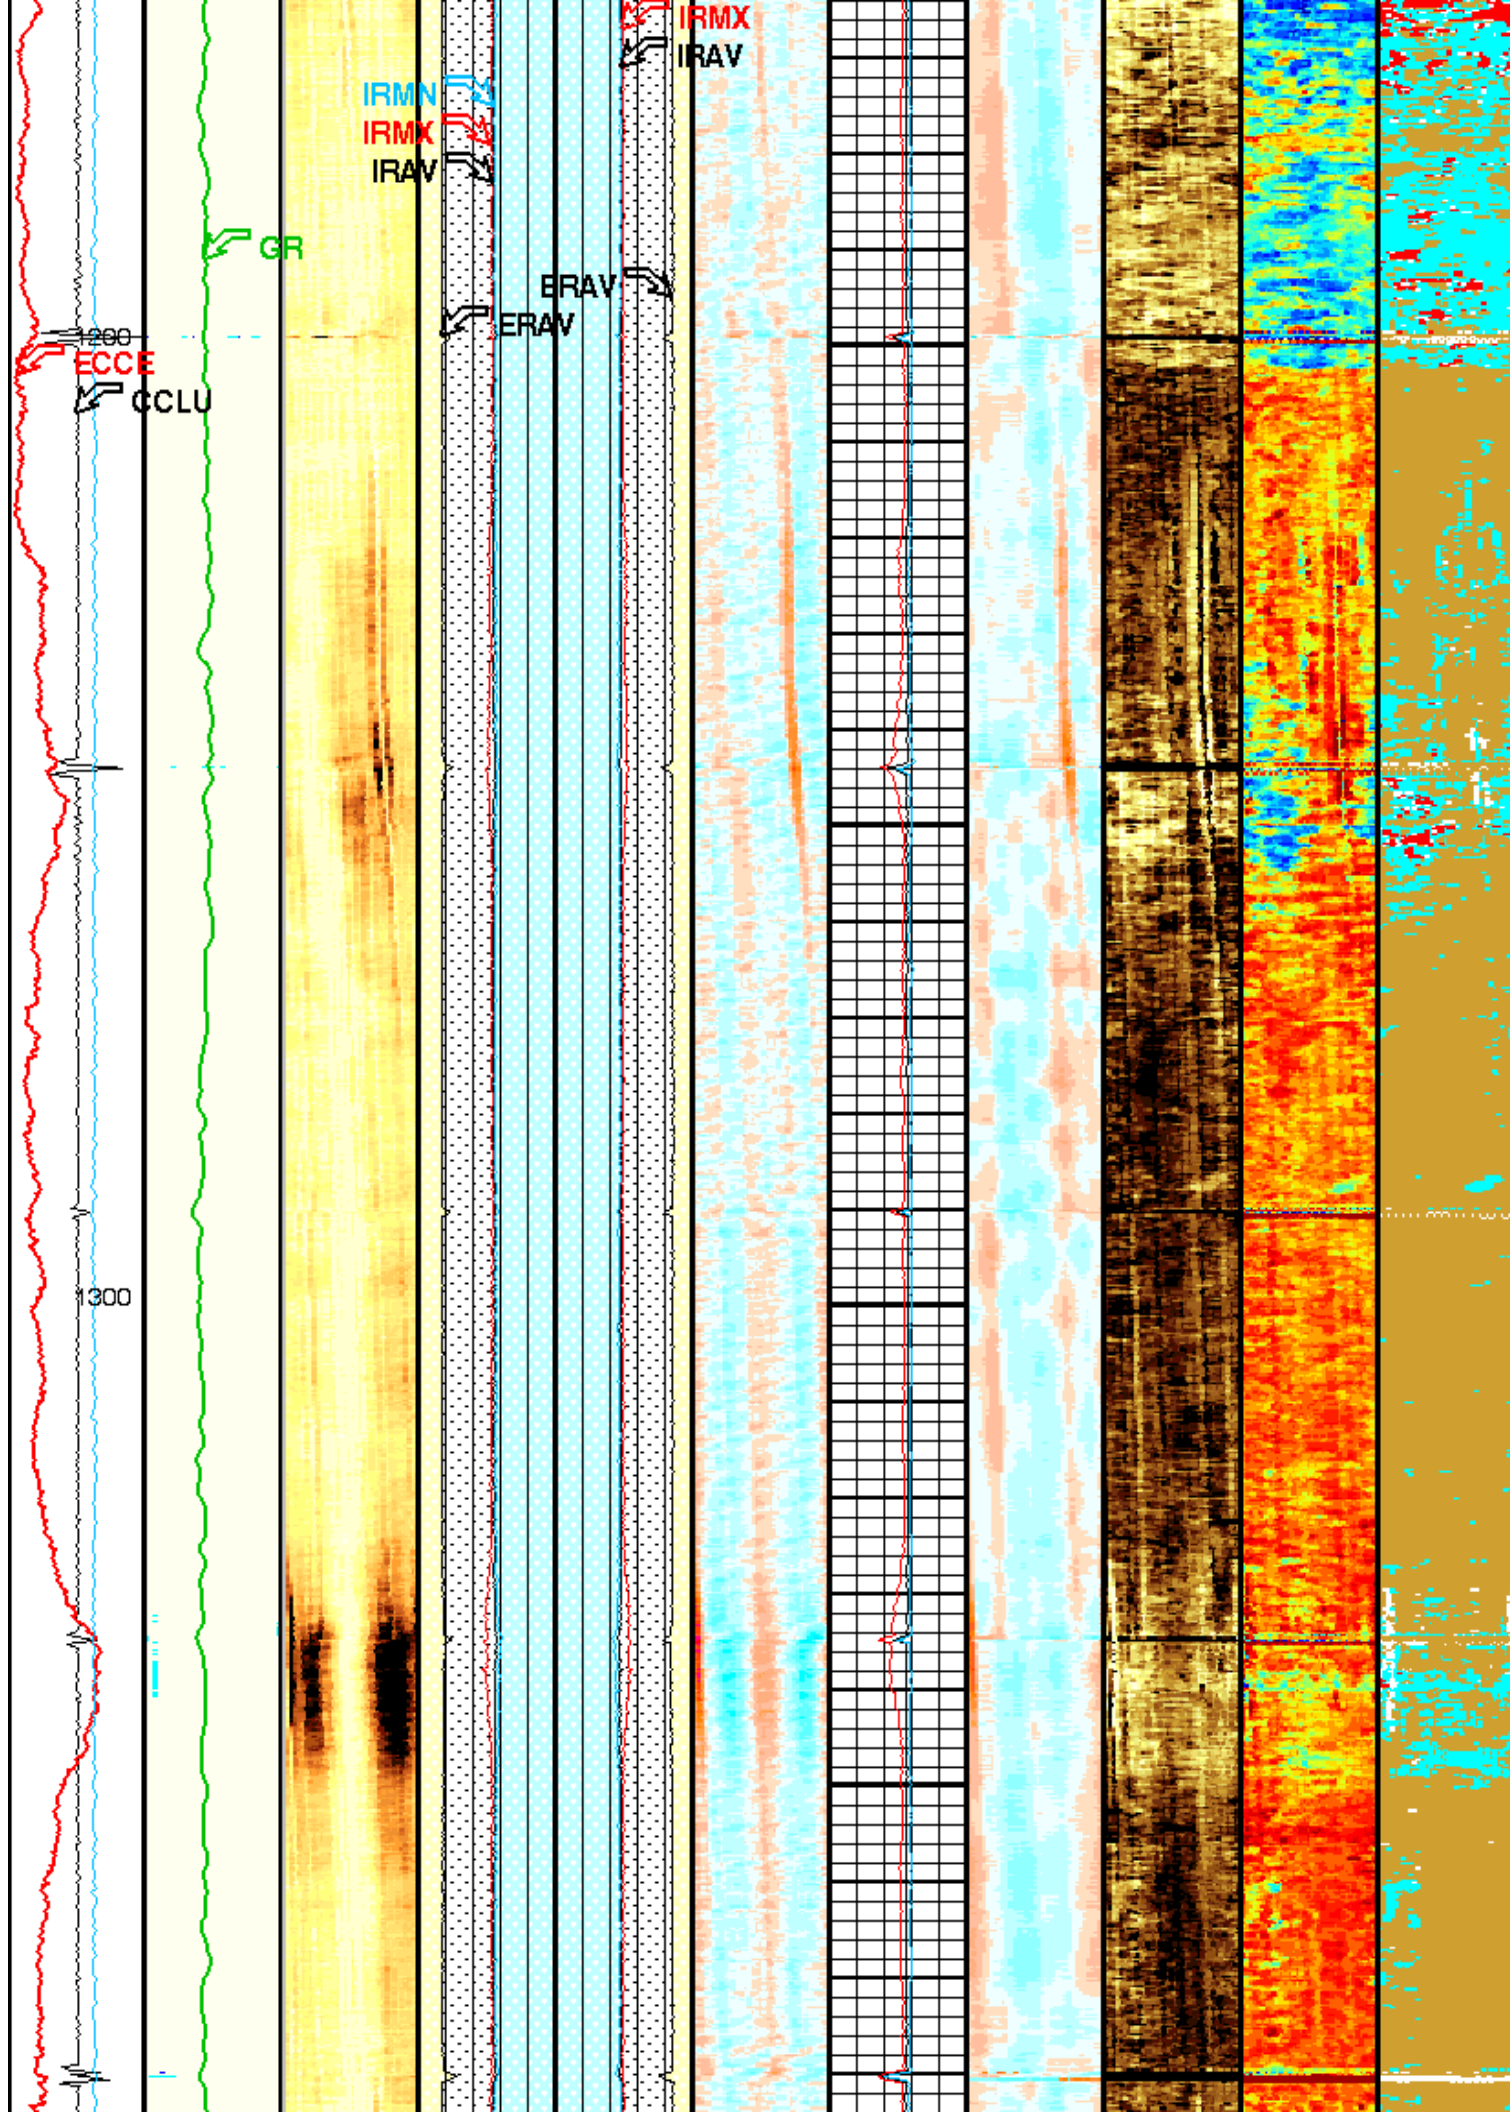 IRMX
IRAV
IRMN
IRMX
IRAV
GR
ERAV
ERAV
1200
ECCE
CCLU
1300